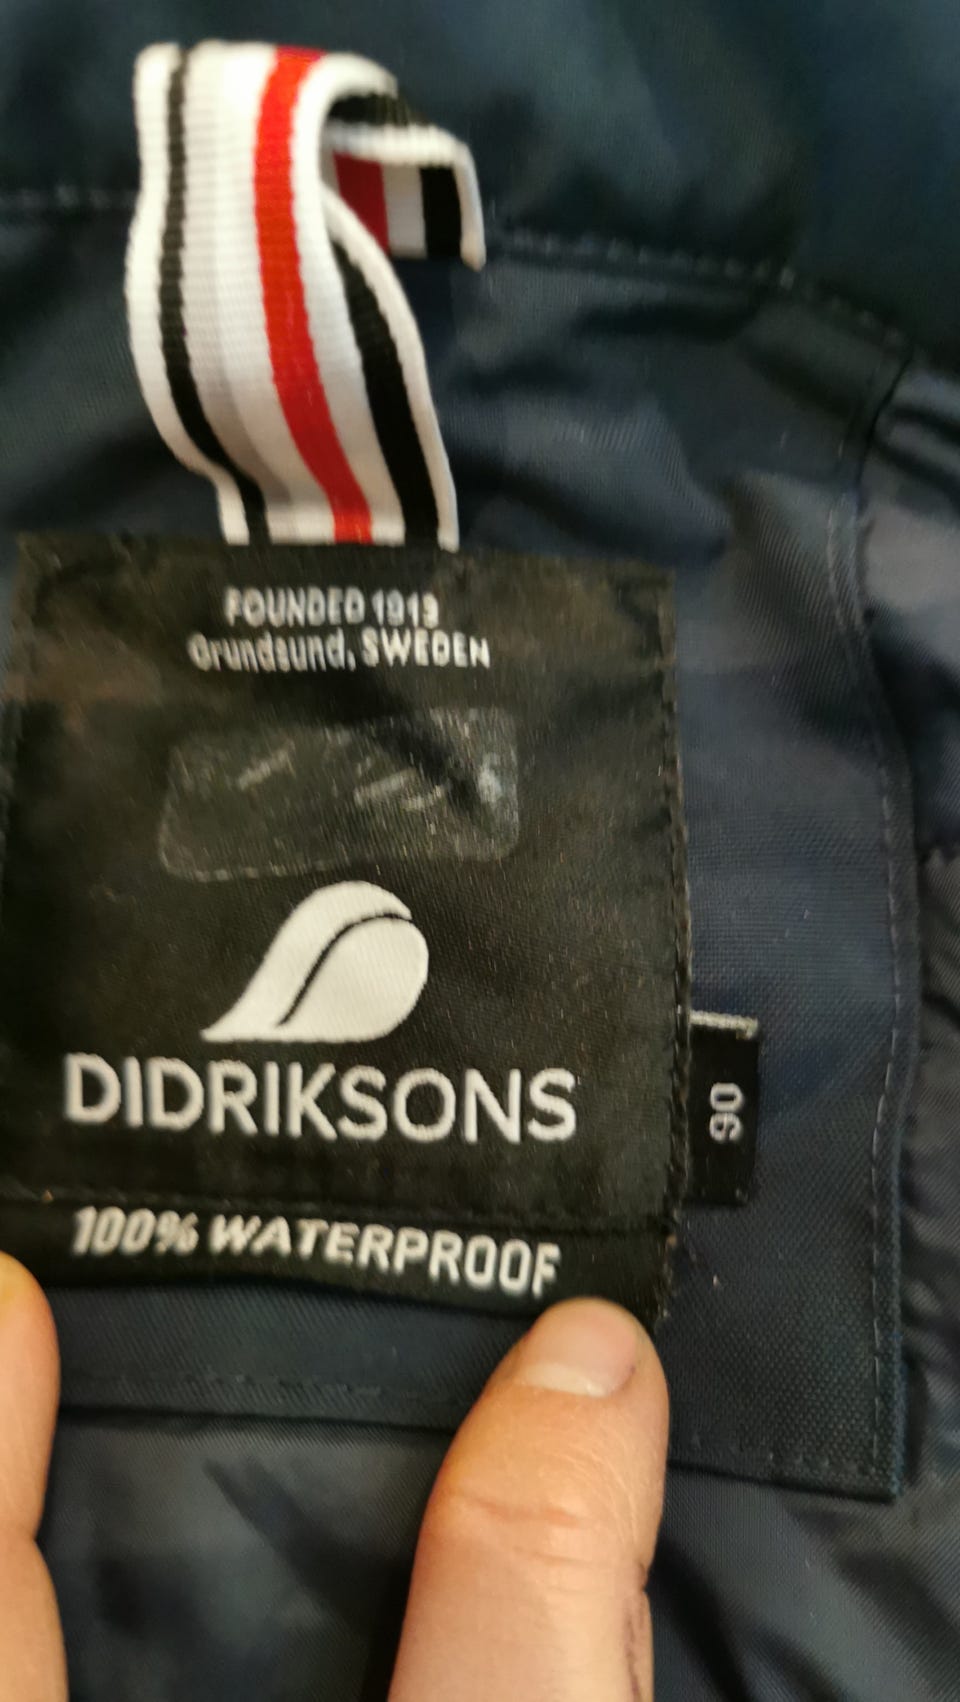 FOUNDED 1913
Grundsund, SWEDEN
DIDRIKSONS
90
100% WATERPROOF